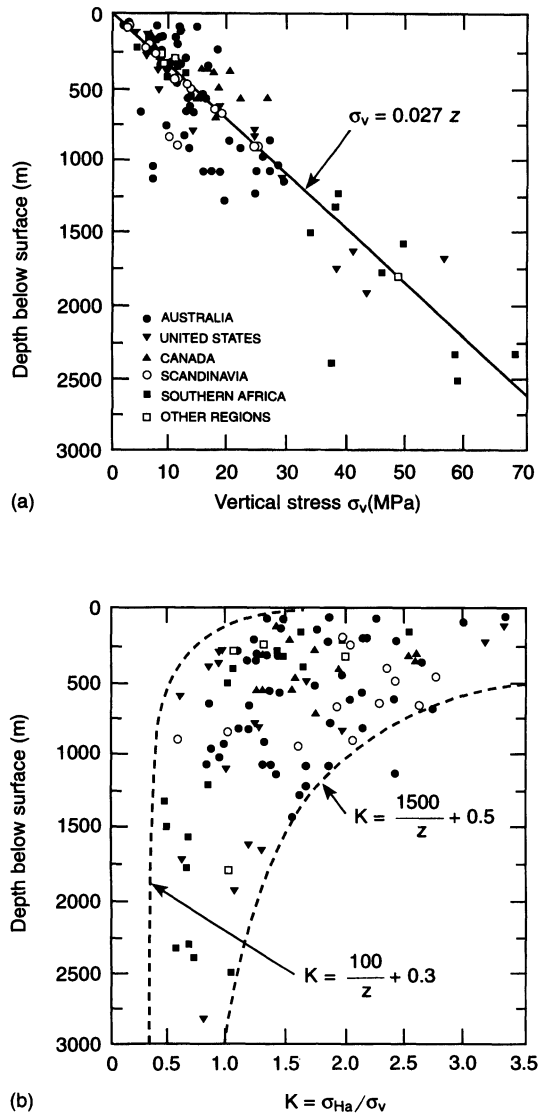 0
500
1000
1500
2000
2500
3000
Depth below surface (m)
σv = 0.027 z
AUSTRALIA
UNITED STATES
CANADA
SCANDINAVIA
SOUTHERN AFRICA
OTHER REGIONS
0 10 20 30 40 50 60 70
(a)
Vertical stress σv(MPa)
0
500
1000
1500
2000
2500
3000
Depth below surface (m)
K = 1500/z + 0.5
K = 100/z + 0.3
0 0.5 1.0 1.5 2.0 2.5 3.0 3.5
(b)
K = σHa/σv